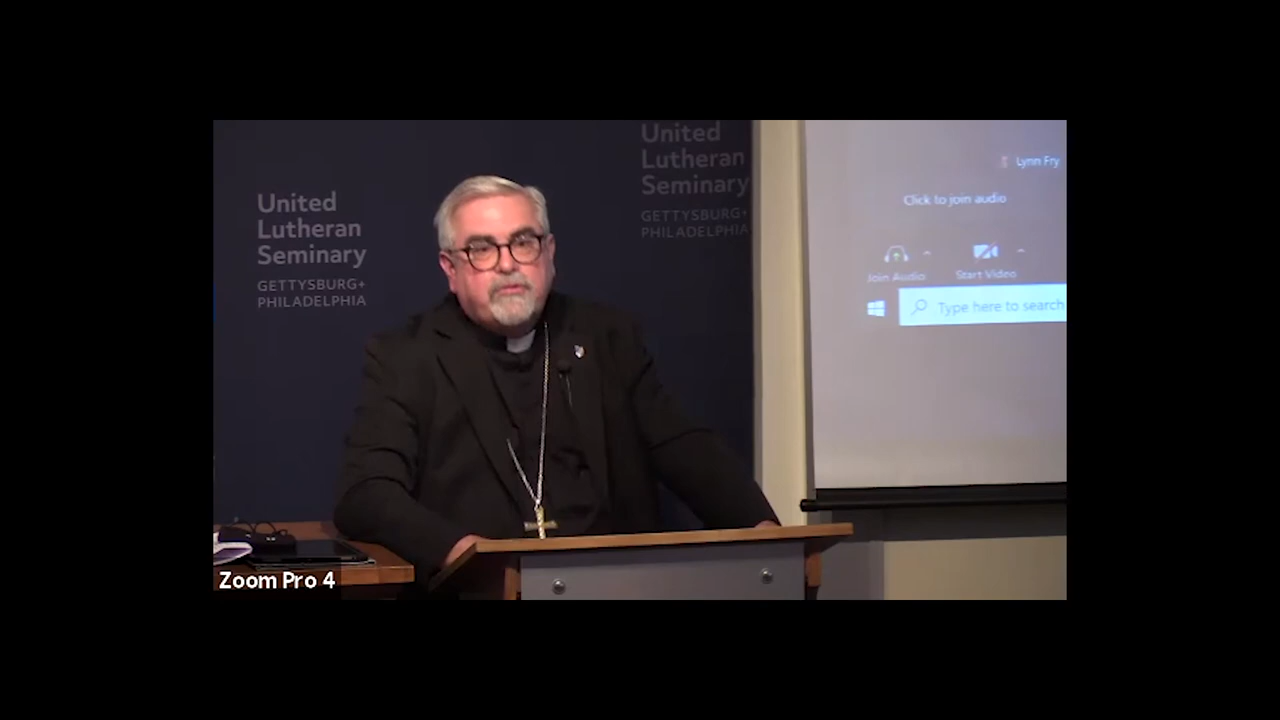 United
Lutheran
Seminary
GETTYSBURG+
PHILADELPHIA
United
Lutheran
Seminary
GETTYSBURG+
PHILADELPHIA
Lynn Fry
Click to join audio
Join Audio
Start Video
Type here to search
Zoom Pro 4